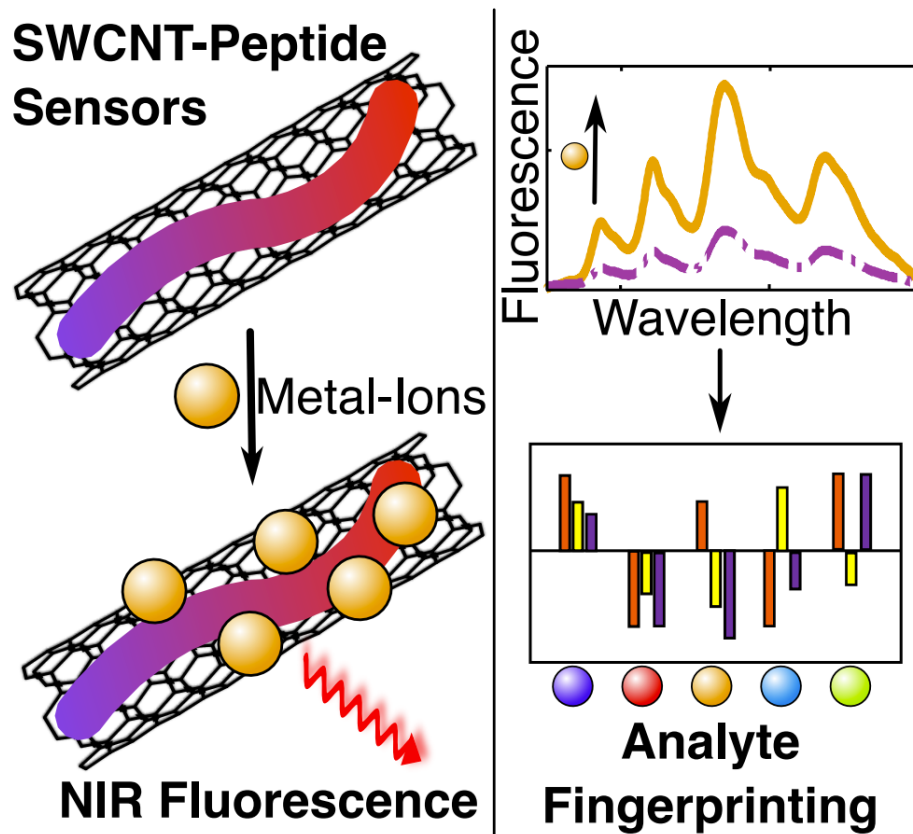 SWCNT-Peptide
Sensors
Metal-Ions
NIR Fluorescence
Fluorescence
Wavelength
Analyte
Fingerprinting